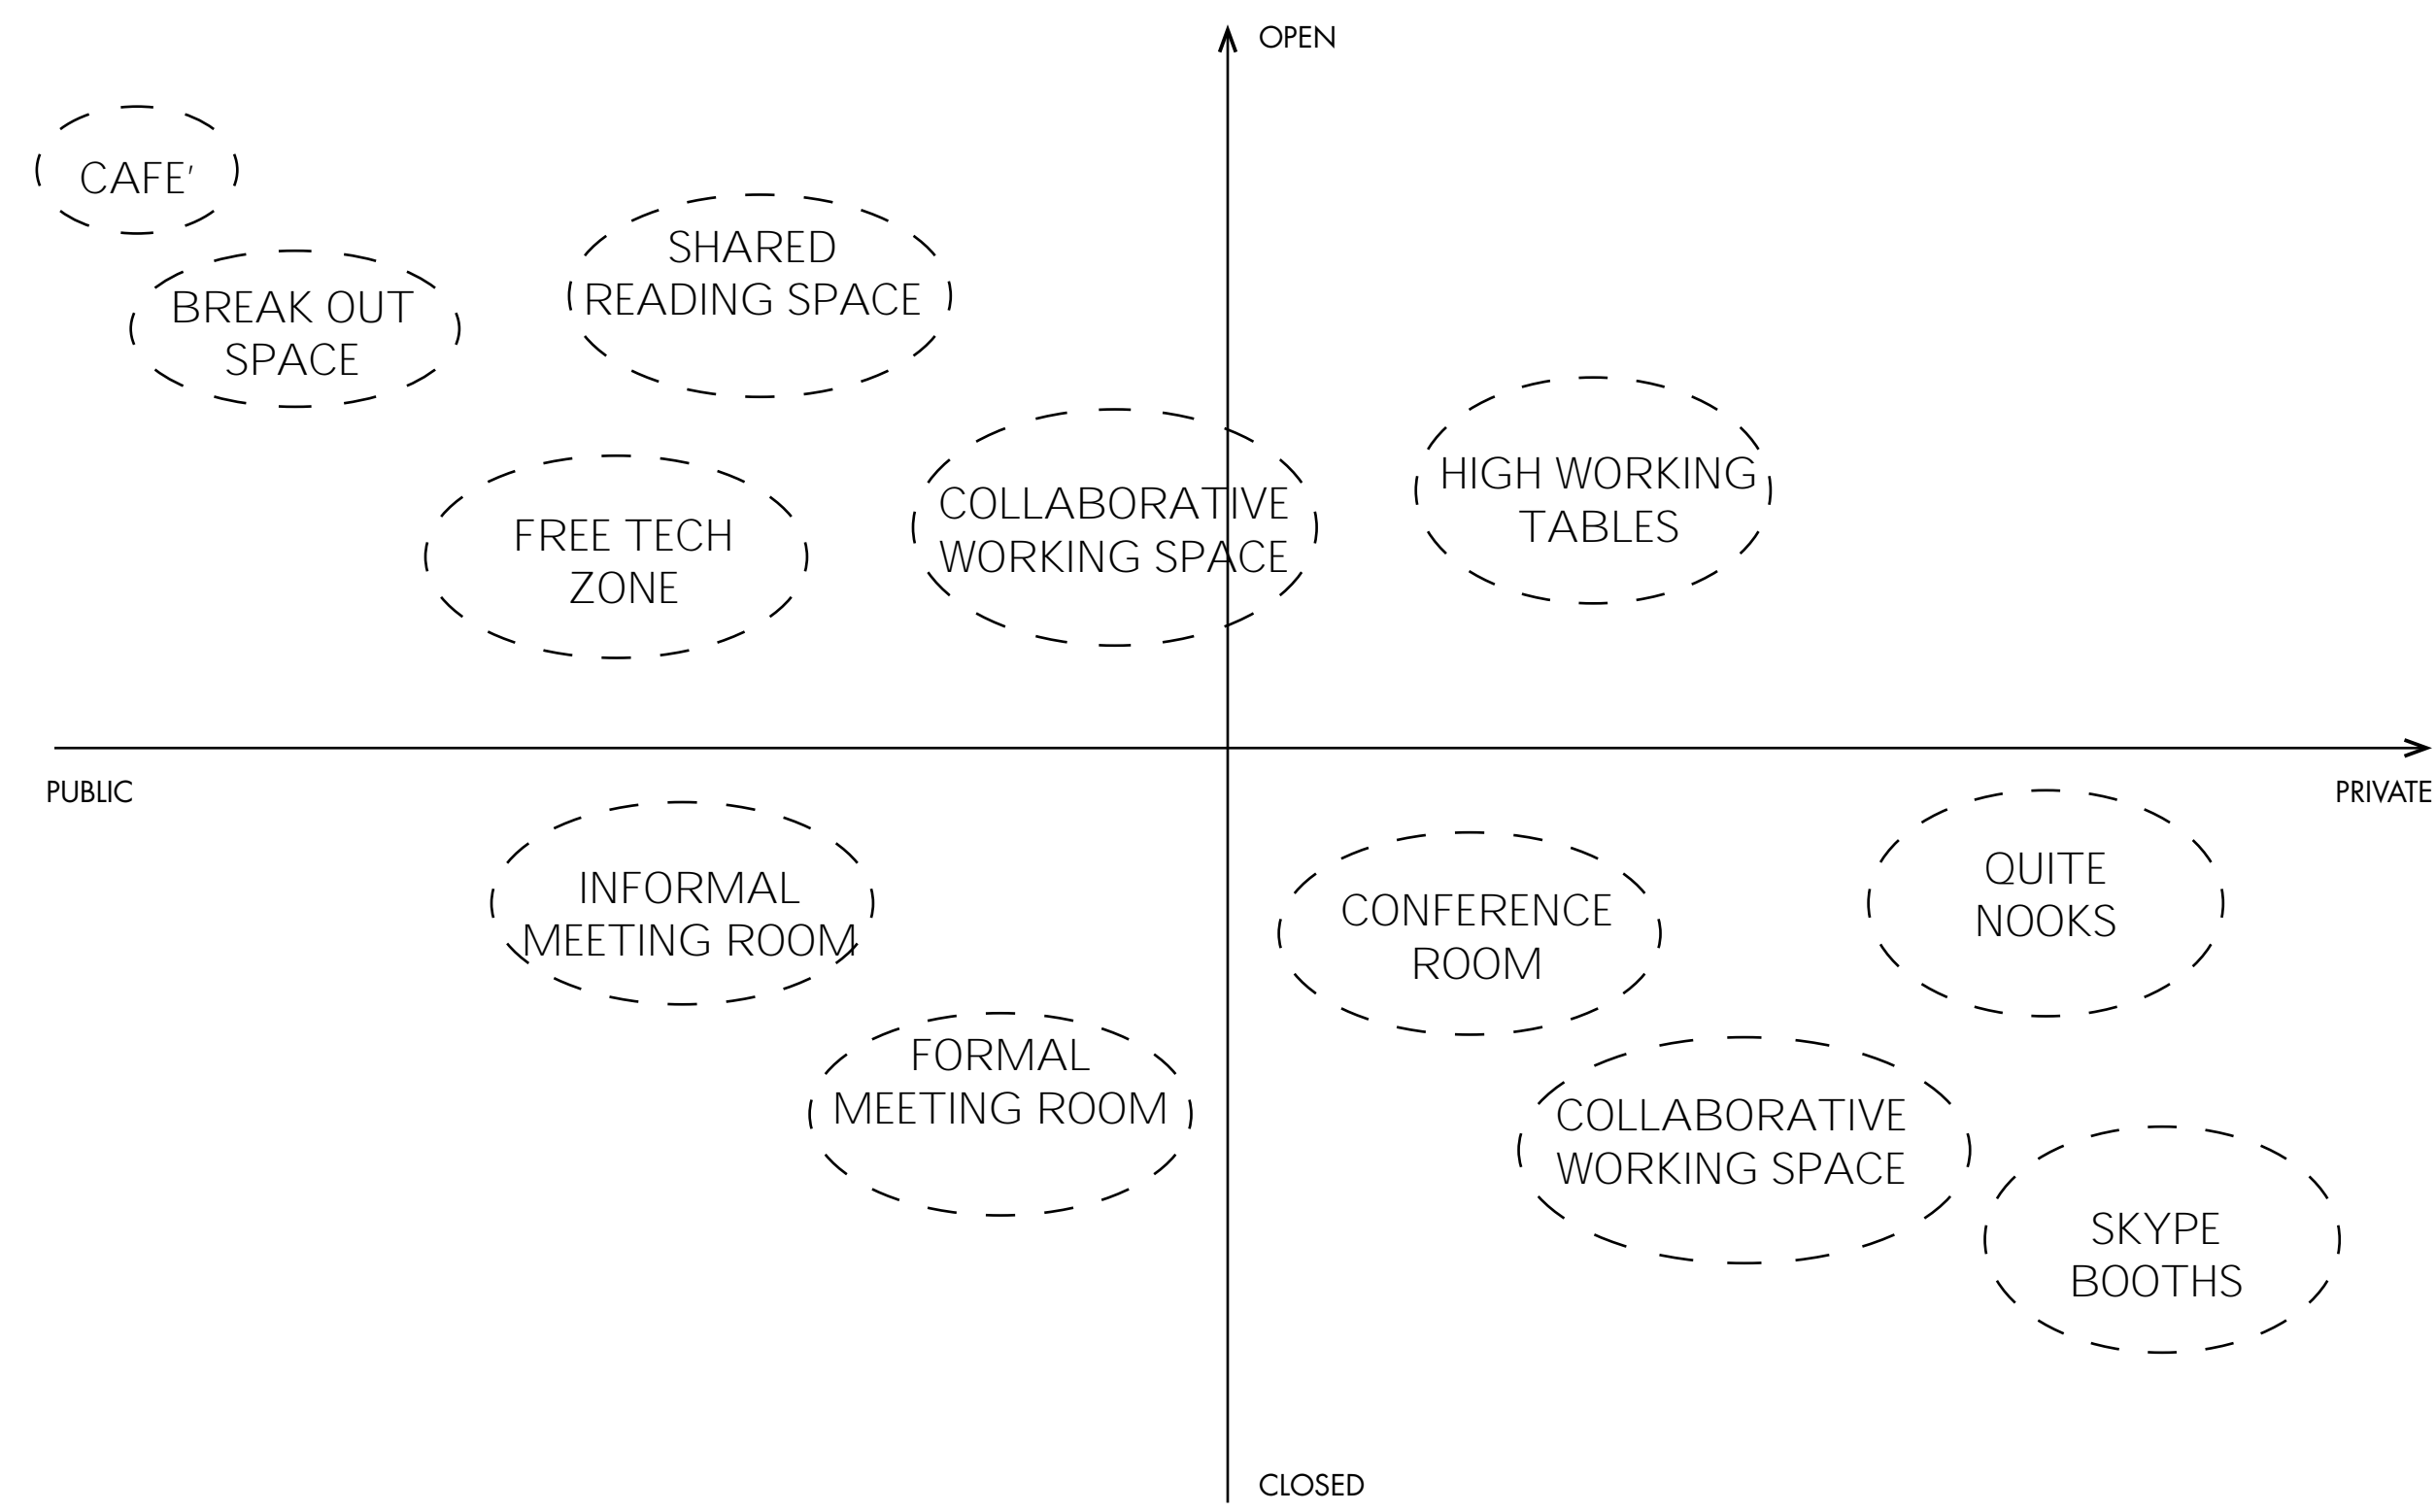 OPEN
CAFE'
SHARED
READING SPACE
BREAK OUT
SPACE
HIGH WORKING
TABLES
COLLABORATIVE
WORKING SPACE
FREE TECH
ZONE
PUBLIC
PRIVATE
INFORMAL
MEETING ROOM
CONFERENCE
ROOM
QUITE
NOOKS
FORMAL
MEETING ROOM
COLLABORATIVE
WORKING SPACE
SKYPE
BOOTHS
CLOSED